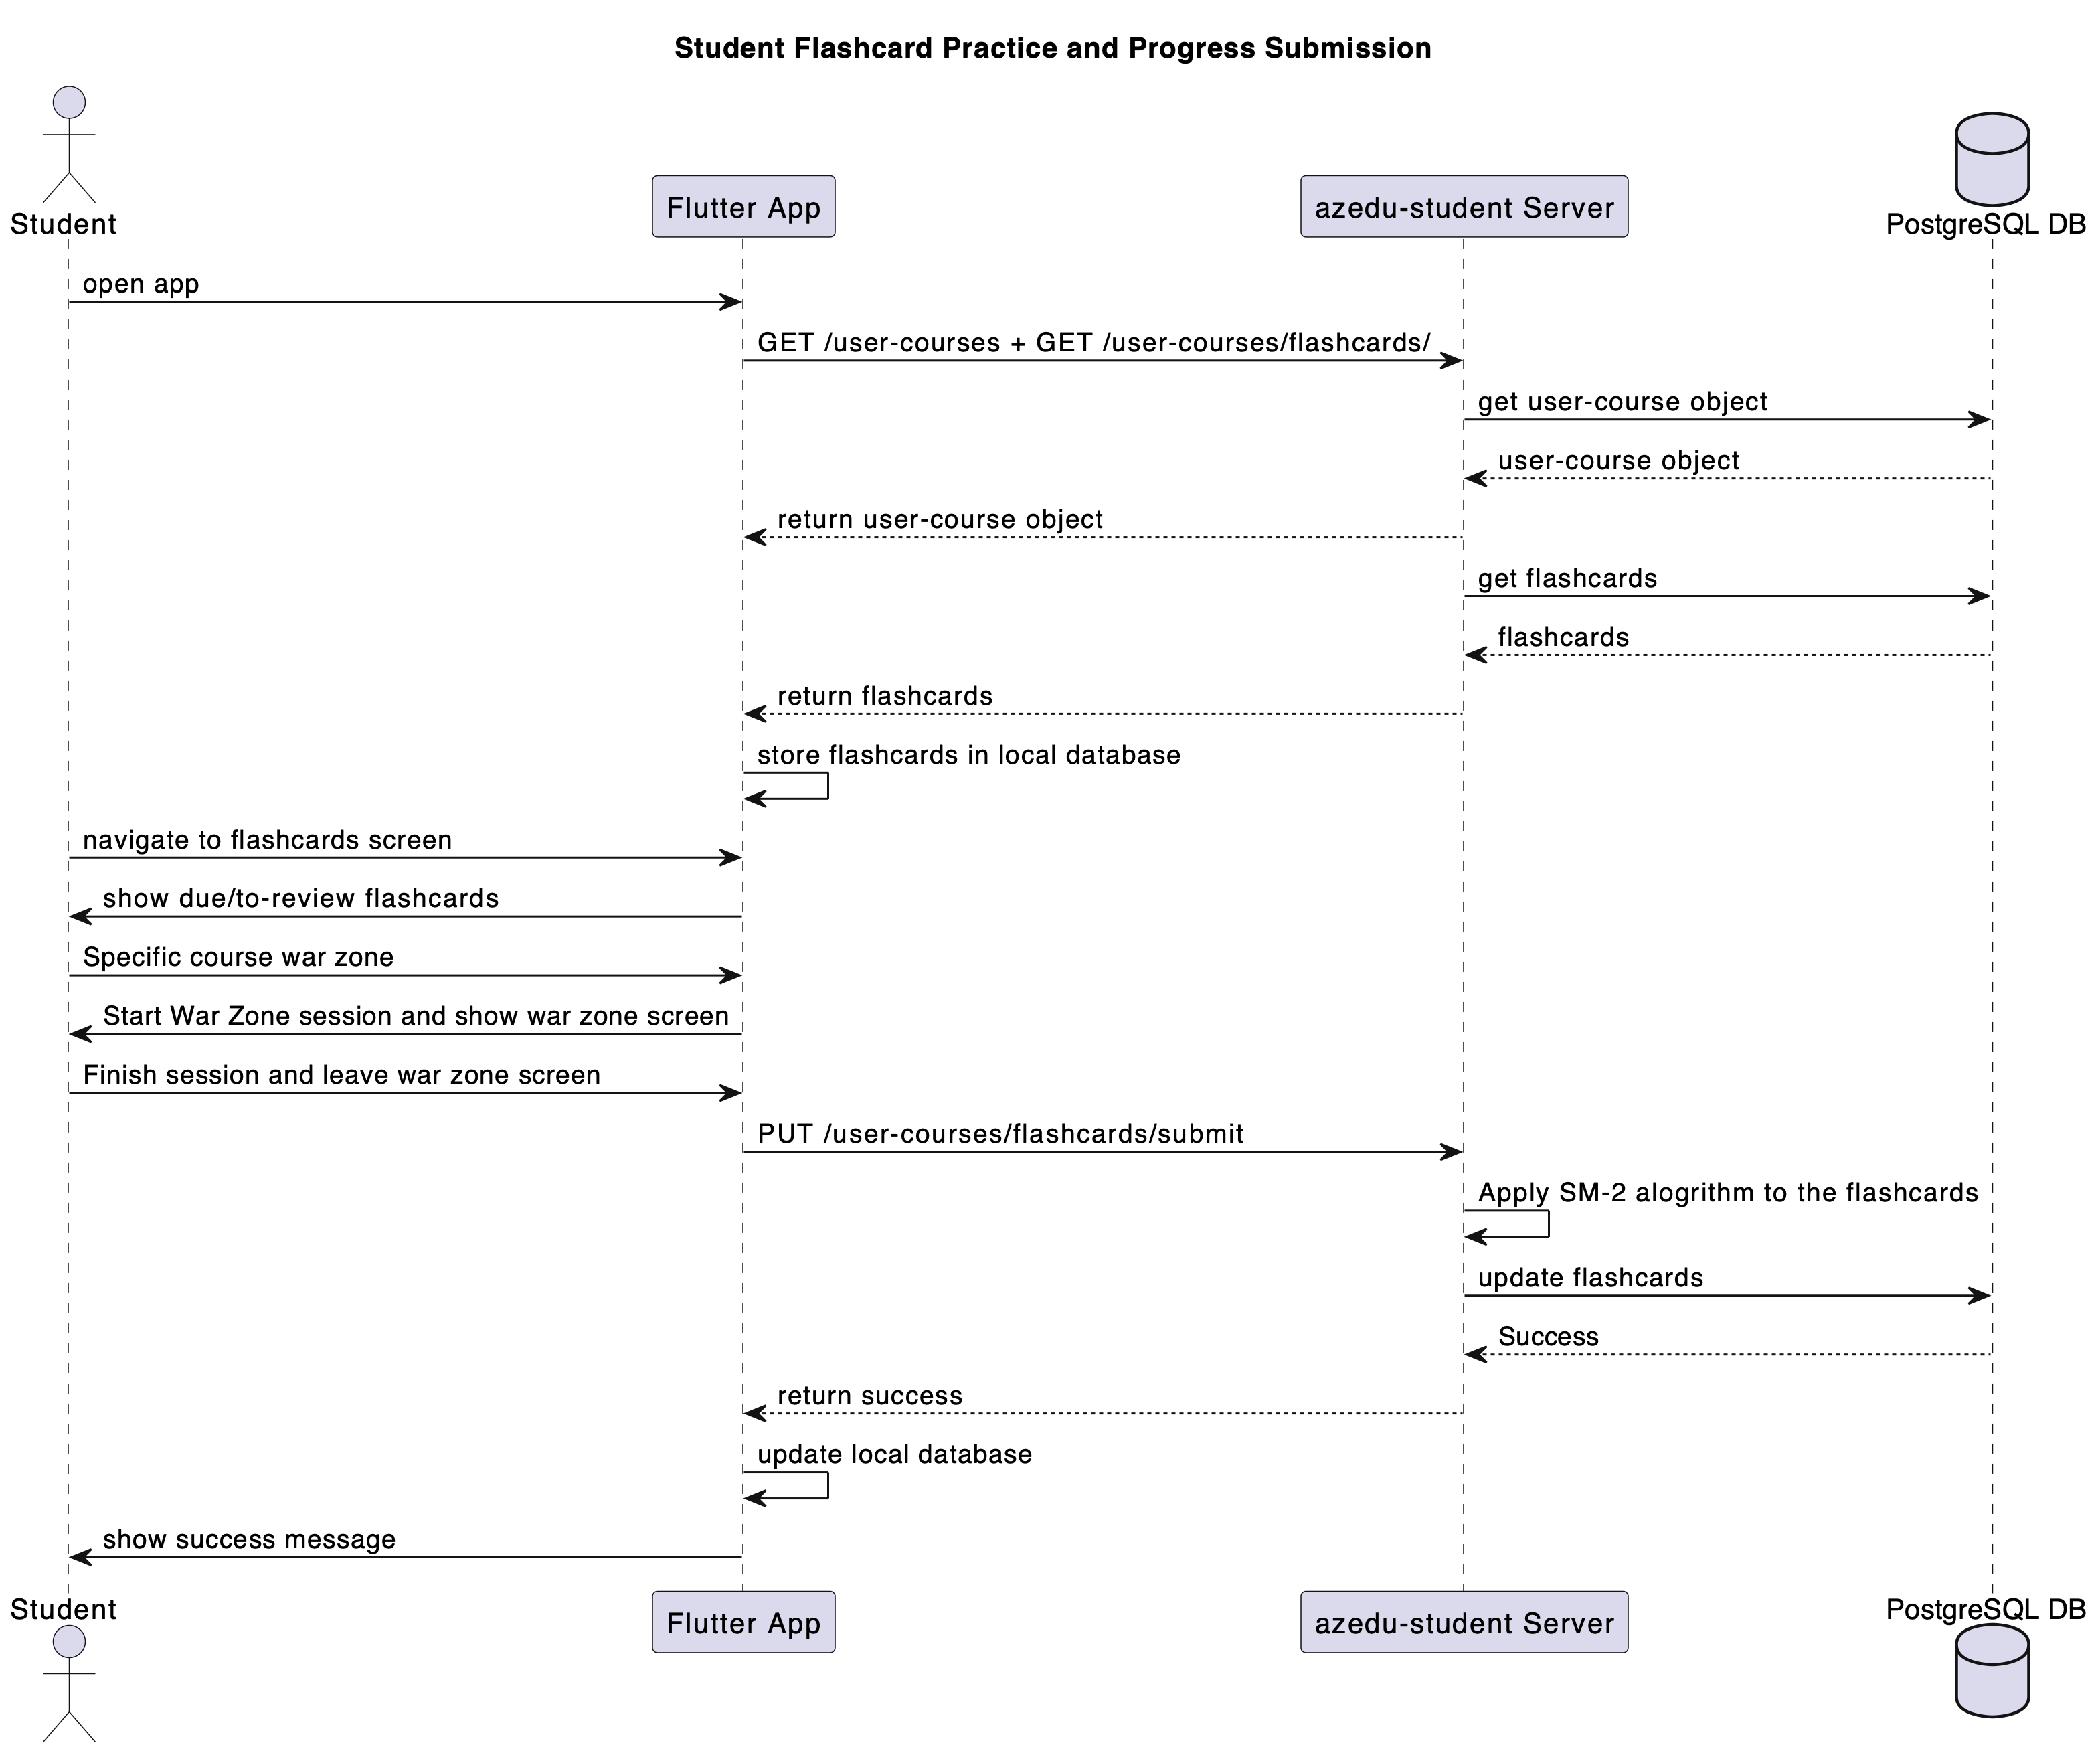 Student Flashcard Practice and Progress Submission
Student
Flutter App
azedu-student Server
PostgreSQL DB
open app
GET /user-courses + GET /user-courses/flashcards/
get user-course object
user-course object
return user-course object
get flashcards
flashcards
return flashcards
store flashcards in local database
navigate to flashcards screen
show due/to-review flashcards
Specific course war zone
Start War Zone session and show war zone screen
Finish session and leave war zone screen
PUT /user-courses/flashcards/submit
Apply SM-2 alogrithm to the flashcards
update flashcards
Success
return success
update local database
show success message
Student
Flutter App
azedu-student Server
PostgreSQL DB